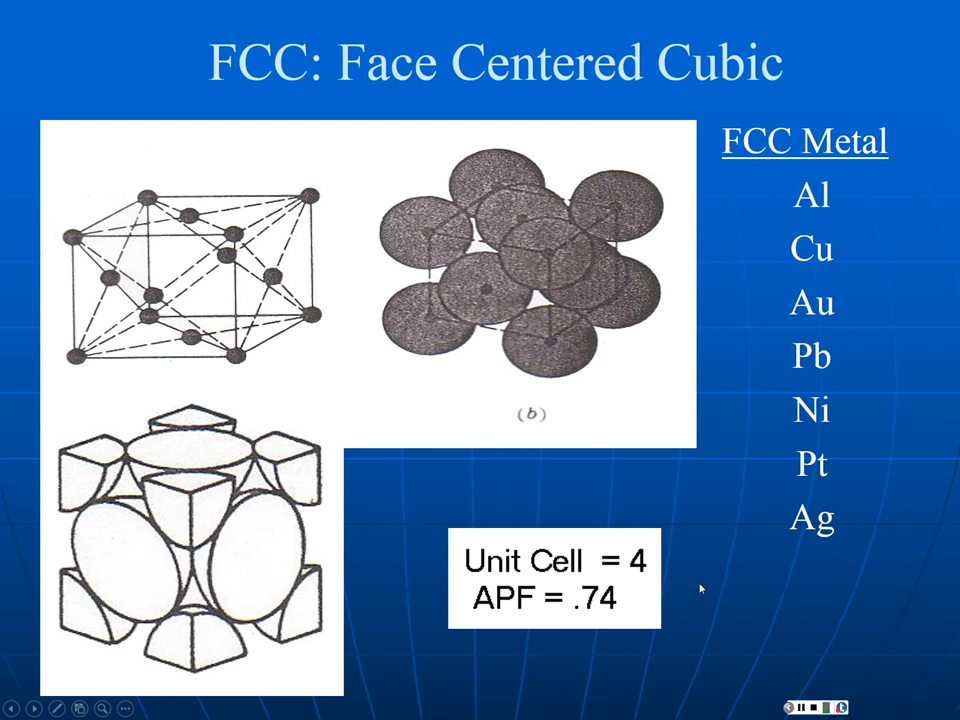 FCC: Face Centered Cubic
FCC Metal
Al
Cu
Au
Pb
Ni
Pt
Ag
(b)
Unit Cell = 4
APF = .74